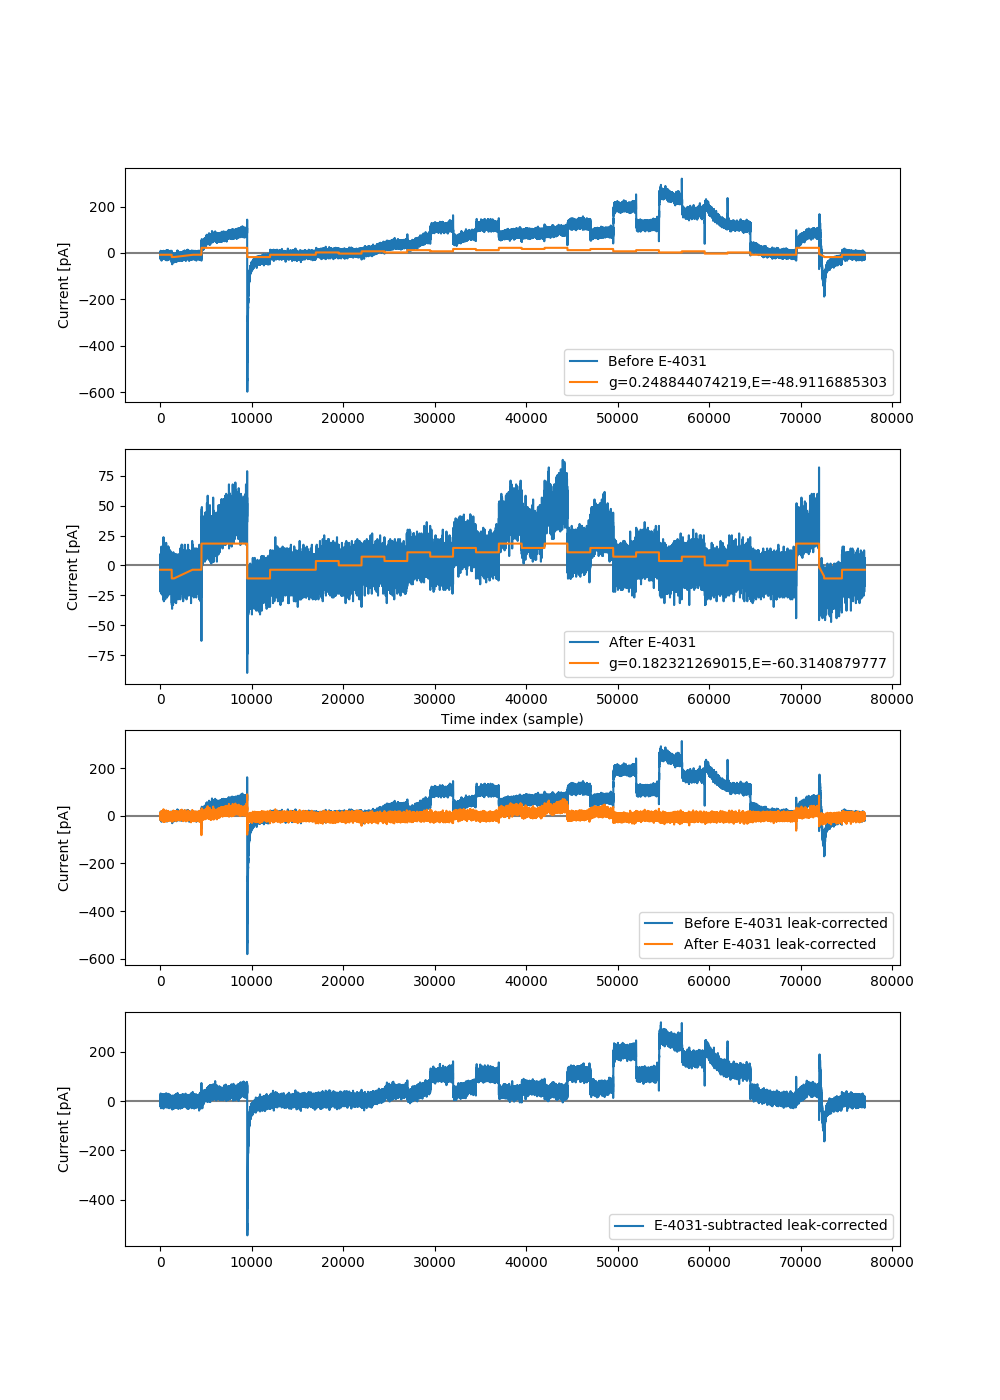 200
0
−200
−400
−600
Current [pA]
Before E-4031
g=0.248844074219,E=-48.9116885303
0 10000 20000 30000 40000 50000 60000 70000 80000
75
50
25
0
−25
−50
−75
Current [pA]
After E-4031
g=0.182321269015,E=-60.3140879777
0 10000 20000 30000 40000 50000 60000 70000 80000
Time index (sample)
200
0
−200
−400
−600
Current [pA]
Before E-4031 leak-corrected
After E-4031 leak-corrected
0 10000 20000 30000 40000 50000 60000 70000 80000
200
0
−200
−400
Current [pA]
E-4031-subtracted leak-corrected
0 10000 20000 30000 40000 50000 60000 70000 80000